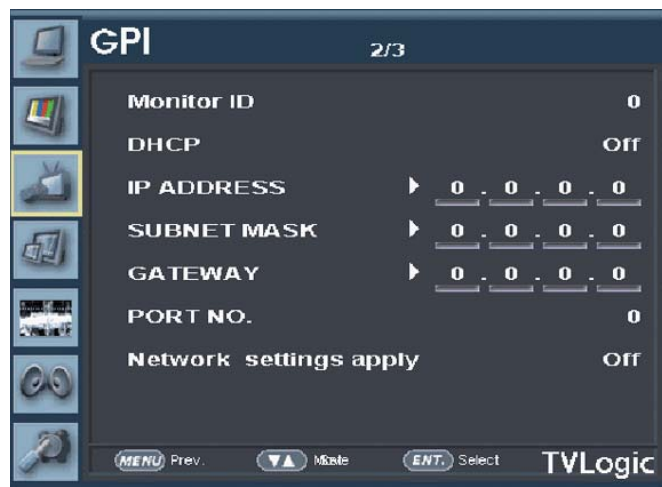 GPI 2/3
Monitor ID 0
DHCP Off
IP ADDRESS 0 . 0 . 0 . 0
SUBNET MASK 0 . 0 . 0 . 0
GATEWAY 0 . 0 . 0 . 0
PORT NO. 0
Network settings apply Off
MENU Prev. ENT. Select TVLogic